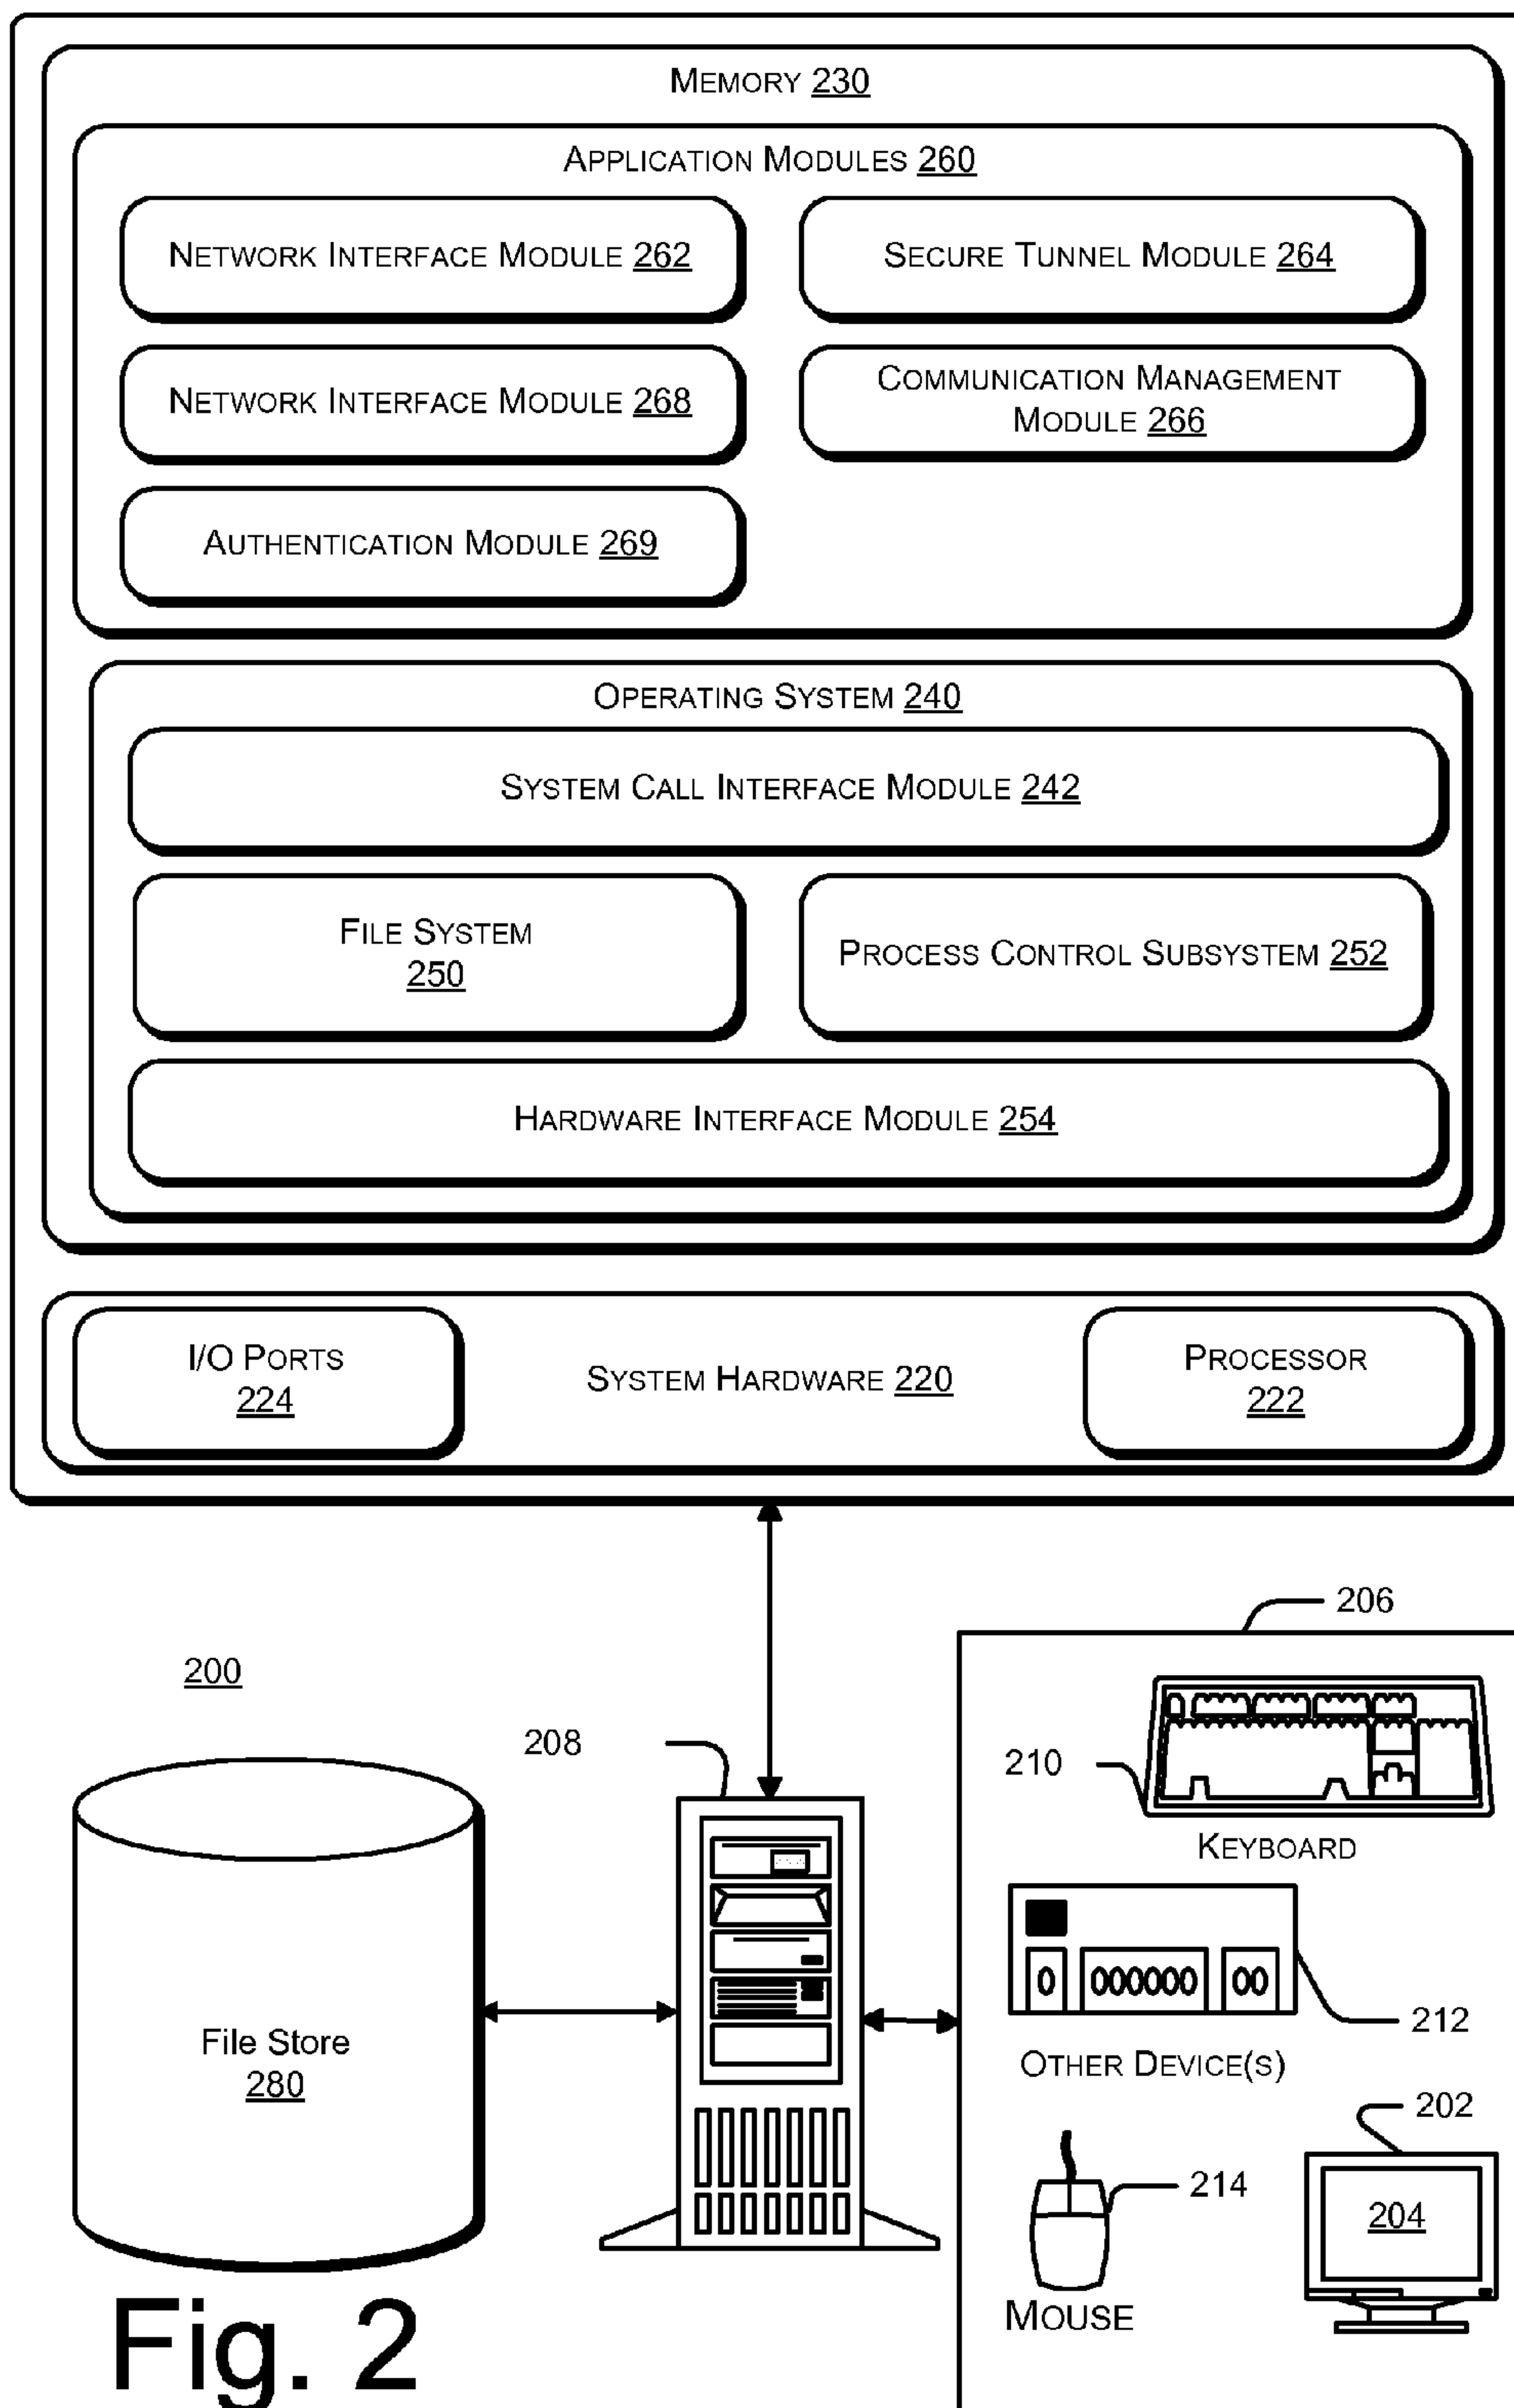 MEMORY 230
APPLICATION MODULES 260
NETWORK INTERFACE MODULE 262
SECURE TUNNEL MODULE 264
NETWORK INTERFACE MODULE 268
COMMUNICATION MANAGEMENT
MODULE 266
AUTHENTICATION MODULE 269
OPERATING SYSTEM 240
SYSTEM CALL INTERFACE MODULE 242
FILE SYSTEM
250
PROCESS CONTROL SUBSYSTEM 252
HARDWARE INTERFACE MODULE 254
I/O PORTS
224
SYSTEM HARDWARE 220
PROCESSOR
222
206
200
208
210
KEYBOARD
212
OTHER DEVICE(S)
File Store
280
202
214
204
MOUSE
Fig. 2